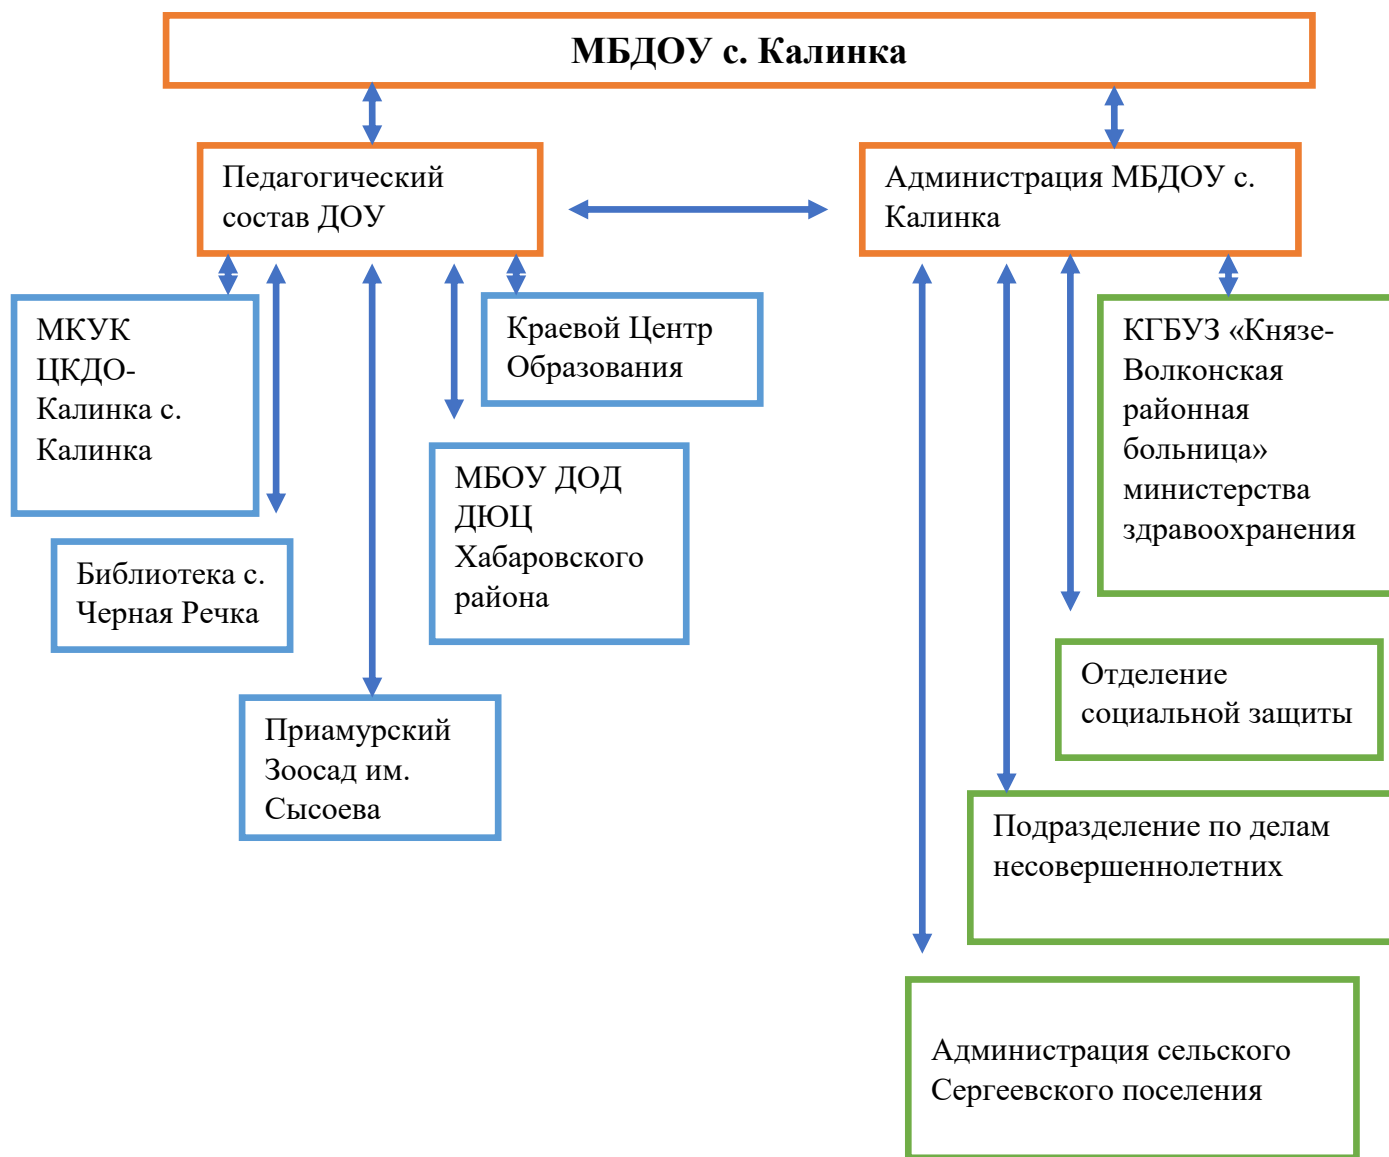 МБДОУ с. Калинка
Педагогический
состав ДОУ
Администрация МБДОУ с.
Калинка
МКУК
ЦКДО-
Калинка с.
Калинка
Краевой Центр
Образования
КГБУЗ «Князе-
Волконская
районная
больница»
министерства
здравоохранения
МБОУ ДОД
ДЮЦ
Хабаровского
района
Библиотека с.
Черная Речка
Отделение
социальной защиты
Приамурский
Зоосад им.
Сысоева
Подразделение по делам
несовершеннолетних
Администрация сельского
Сергеевского поселения